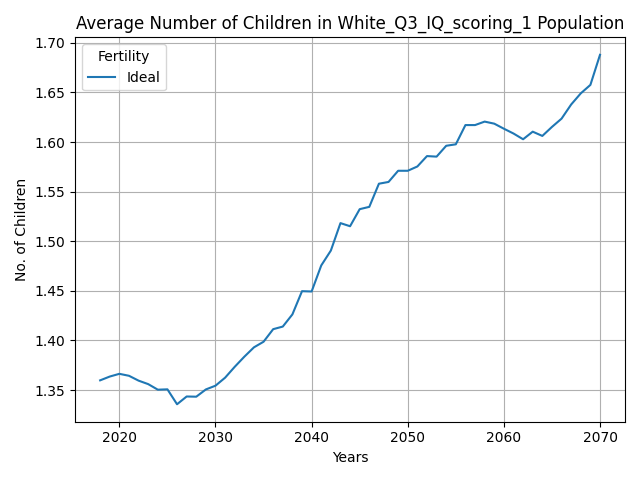 Average Number of Children in White_Q3_IQ_scoring_1 Population
Fertility
Ideal
No. of Children
1.70
1.65
1.60
1.55
1.50
1.45
1.40
1.35
2020 2030 2040 2050 2060 2070
Years